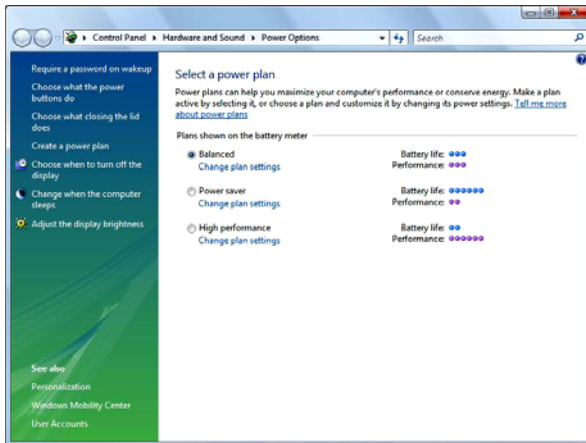 Control Panel ▸ Hardware and Sound ▸ Power Options
Search
Require a password on wakeup
Choose what the power
buttons do
Choose what closing the lid
does
Create a power plan
Choose when to turn off the
display
Change when the computer
sleeps
Adjust the display brightness
See also
Personalization
Windows Mobility Center
User Accounts
Select a power plan
Power plans can help you maximize your computer's performance or conserve energy. Make a plan
active by selecting it, or choose a plan and customize it by changing its power settings. Tell me more
about power plans
Plans shown on the battery meter
Balanced Battery life:
Change plan settings Performance:
Power saver Battery life:
Change plan settings Performance:
High performance Battery life:
Change plan settings Performance: